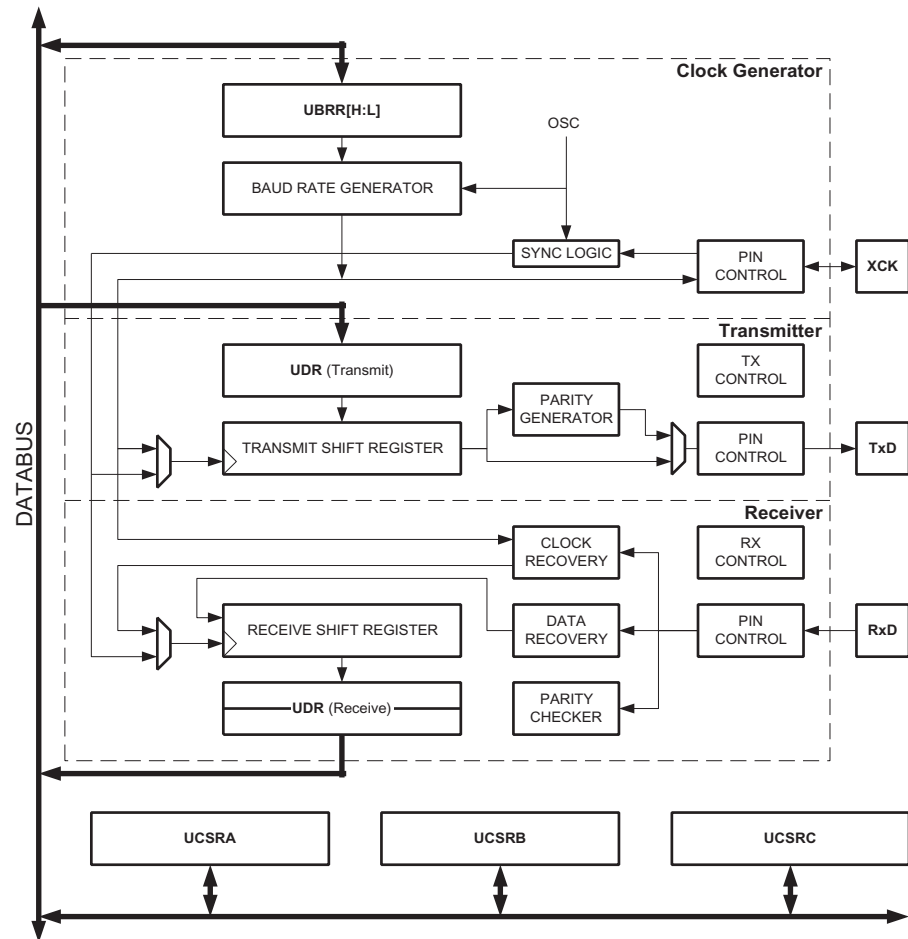 Clock Generator
UBRR[H:L]
OSC
BAUD RATE GENERATOR
SYNC LOGIC
PIN
CONTROL
XCK
Transmitter
UDR (Transmit)
TX
CONTROL
PARITY
GENERATOR
TRANSMIT SHIFT REGISTER
PIN
CONTROL
TxD
DATABUS
Receiver
CLOCK
RECOVERY
RX
CONTROL
RECEIVE SHIFT REGISTER
DATA
RECOVERY
PIN
CONTROL
RxD
UDR (Receive)
PARITY
CHECKER
UCSRA
UCSRB
UCSRC